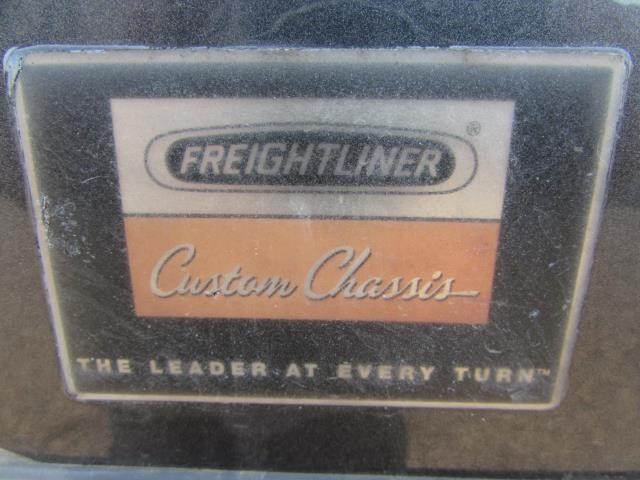 FREIGHTLINER®
Custom Chassis
THE LEADER AT EVERY TURN™